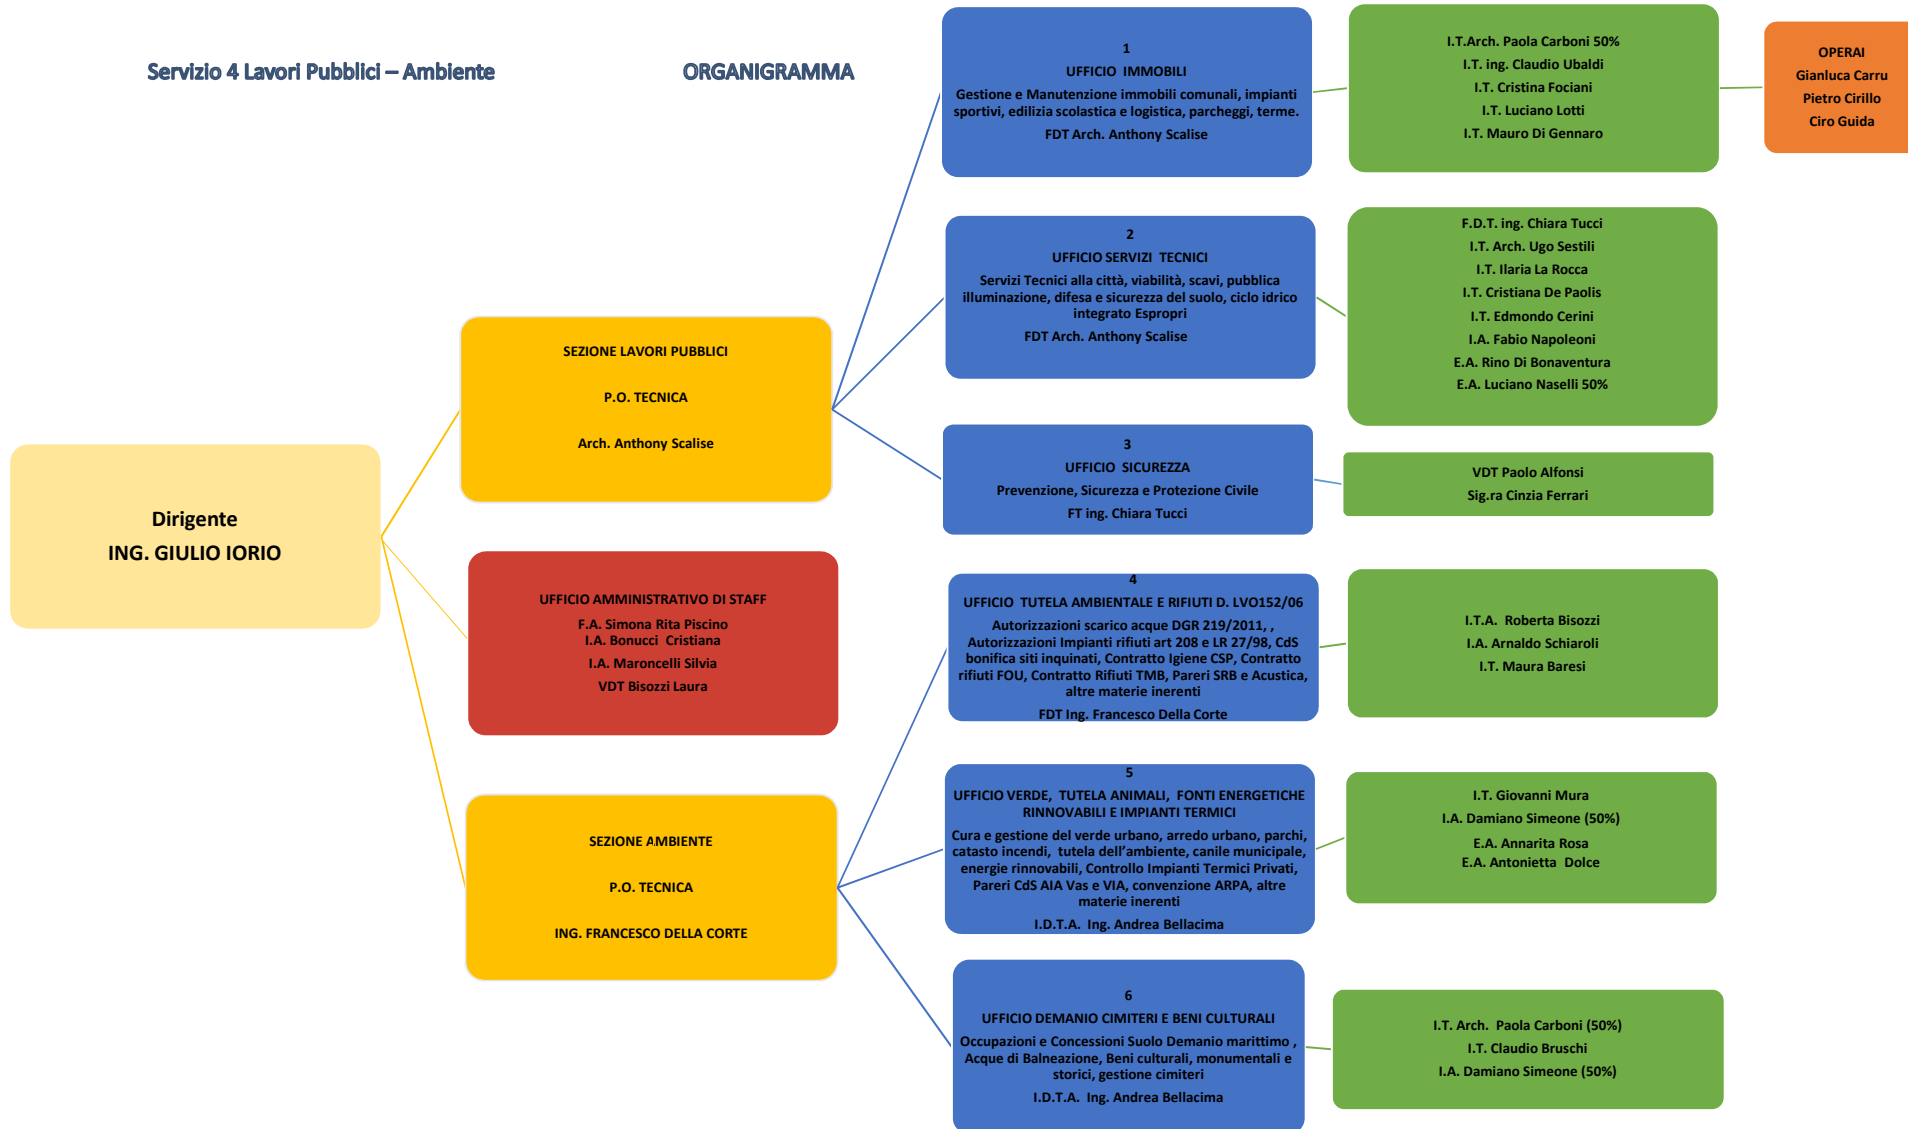 Servizio 4 Lavori Pubblici – Ambiente
ORGANIGRAMMA
Dirigente
ING. GIULIO IORIO
SEZIONE LAVORI PUBBLICI
P.O. TECNICA
Arch. Anthony Scalise
UFFICIO AMMINISTRATIVO DI STAFF
F.A. Simona Rita Piscino
I.A. Bonucci Cristiana
I.A. Maroncelli Silvia
VDT Bisozzi Laura
SEZIONE AMBIENTE
P.O. TECNICA
ING. FRANCESCO DELLA CORTE
1
UFFICIO IMMOBILI
Gestione e Manutenzione immobili comunali, impianti
sportivi, edilizia scolastica e logistica, parcheggi, terme.
FDT Arch. Anthony Scalise
I.T.Arch. Paola Carboni 50%
I.T. ing. Claudio Ubaldi
I.T. Cristina Fociani
I.T. Luciano Lotti
I.T. Mauro Di Gennaro
OPERAI
Gianluca Carru
Pietro Cirillo
Ciro Guida
2
UFFICIO SERVIZI TECNICI
Servizi Tecnici alla città, viabilità, scavi, pubblica
illuminazione, difesa e sicurezza del suolo, ciclo idrico
integrato Espropri
FDT Arch. Anthony Scalise
F.D.T. ing. Chiara Tucci
I.T. Arch. Ugo Sestili
I.T. Ilaria La Rocca
I.T. Cristiana De Paolis
I.T. Edmondo Cerini
I.A. Fabio Napoleoni
E.A. Rino Di Bonaventura
E.A. Luciano Naselli 50%
3
UFFICIO SICUREZZA
Prevenzione, Sicurezza e Protezione Civile
FT ing. Chiara Tucci
VDT Paolo Alfonsi
Sig.ra Cinzia Ferrari
4
UFFICIO TUTELA AMBIENTALE E RIFIUTI D. LVO152/06
Autorizzazioni scarico acque DGR 219/2011, ,
Autorizzazioni Impianti rifiuti art 208 e LR 27/98, CdS
bonifica siti inquinati, Contratto Igiene CSP, Contratto
rifiuti FOU, Contratto Rifiuti TMB, Pareri SRB e Acustica,
altre materie inerenti
FDT Ing. Francesco Della Corte
I.T.A. Roberta Bisozzi
I.A. Arnaldo Schiaroli
I.T. Maura Baresi
5
UFFICIO VERDE, TUTELA ANIMALI, FONTI ENERGETICHE
RINNOVABILI E IMPIANTI TERMICI
Cura e gestione del verde urbano, arredo urbano, parchi,
catasto incendi, tutela dell'ambiente, canile municipale,
energie rinnovabili, Controllo Impianti Termici Privati,
Pareri CdS AIA Vas e VIA, convenzione ARPA, altre
materie inerenti
I.D.T.A. Ing. Andrea Bellacima
I.T. Giovanni Mura
I.A. Damiano Simeone (50%)
E.A. Annarita Rosa
E.A. Antonietta Dolce
6
UFFICIO DEMANIO CIMITERI E BENI CULTURALI
Occupazioni e Concessioni Suolo Demanio marittimo ,
Acque di Balneazione, Beni culturali, monumentali e
storici, gestione cimiteri
I.D.T.A. Ing. Andrea Bellacima
I.T. Arch. Paola Carboni (50%)
I.T. Claudio Bruschi
I.A. Damiano Simeone (50%)